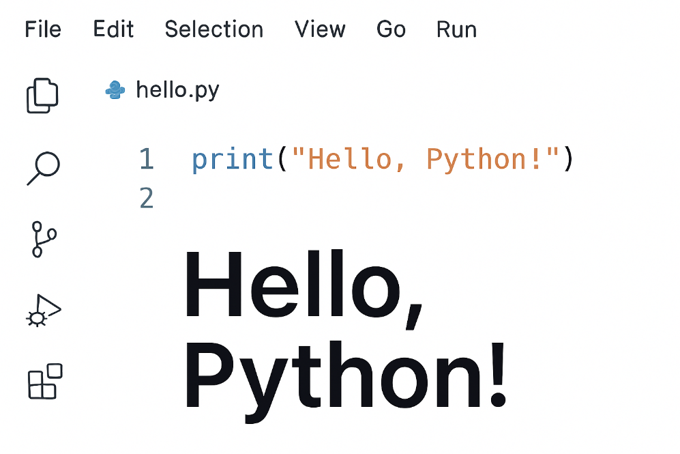 File Edit Selection View Go Run
hello.py
1 print("Hello, Python!")
2
Hello,
Python!